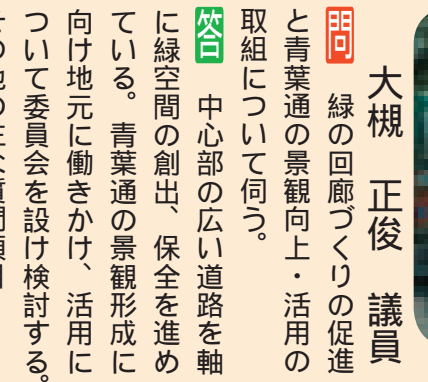 大槻 正俊 議員
問 緑の回廊づくりの促進
と青葉通の景観向上・活用の
取組について伺う。
答 中心部の広い道路を軸
に緑空間の創出、保全を進め
ている。青葉通の景観形成に
向け地元に働きかけ、活用に
ついて委員会を設け検討する。